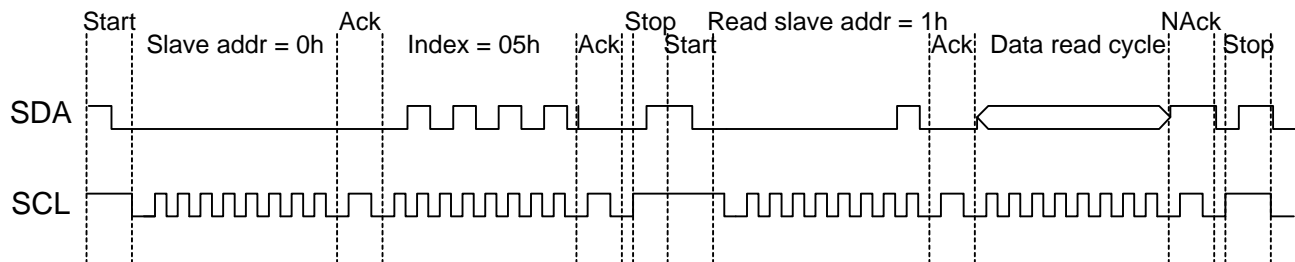 Start Ack Stop Read slave addr = 1h NAck
Slave addr = 0h Index = 05h Ack Start Ack Data read cycle Stop
SDA
SCL